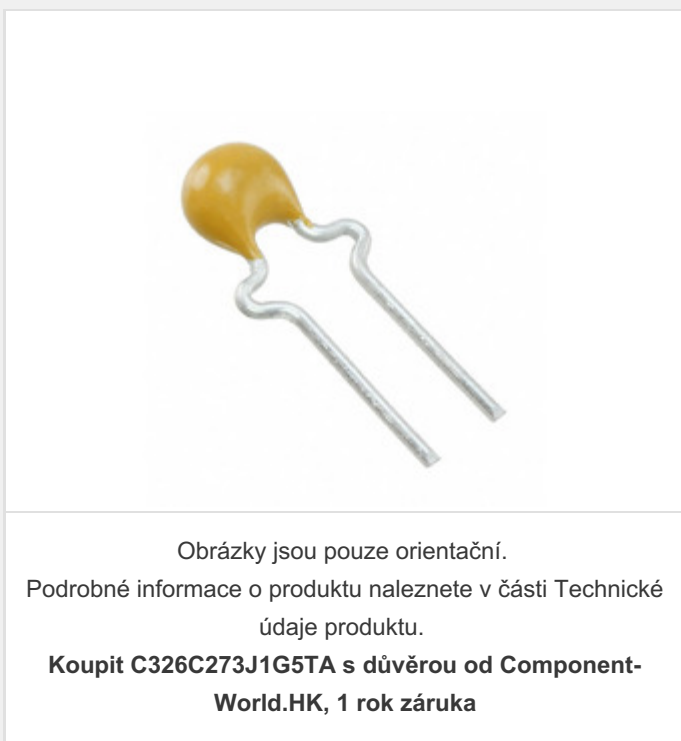 Obrázky jsou pouze orientační.
Podrobné informace o produktu naleznete v části Technické
údaje produktu.
Koupit C326C273J1G5TA s důvěrou od Component-
World.HK, 1 rok záruka